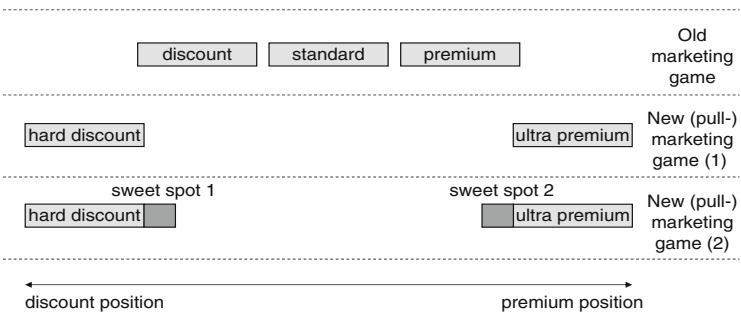 discount standard premium
Old
marketing
game
hard discount ultra premium
New (pull-)
marketing
game (1)
sweet spot 1 sweet spot 2
hard discount ultra premium
New (pull-)
marketing
game (2)
discount position premium position